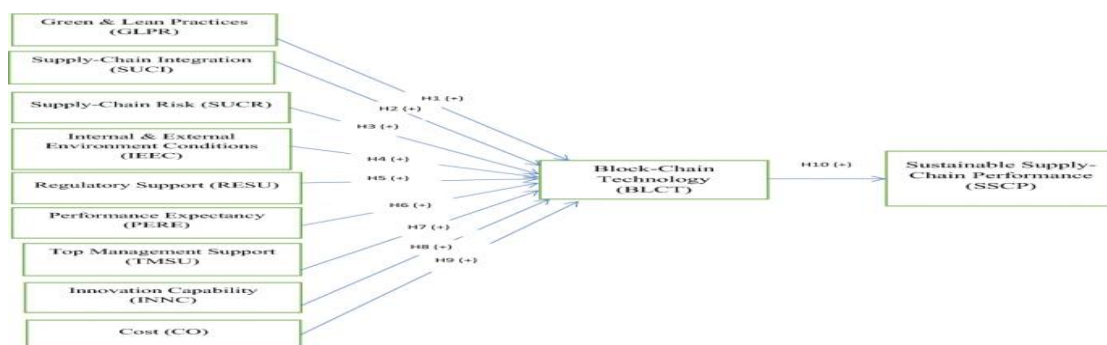 Green & Lean Practices
(GLPR)
Supply-Chain Integration
(SUCI)
Supply-Chain Risk (SUCR)
Internal & External
Environment Conditions
(IEEC)
Regulatory Support (RESU)
Performance Expectancy
(PERE)
Top Management Support
(TMSU)
Innovation Capability
(INNC)
Cost (CO)
H1 (+)
H2 (+)
H3 (+)
H4 (+)
H5 (+)
H6 (+)
H7 (+)
H8 (+)
H9 (+)
Block-Chain
Technology
(BLCT)
H10 (+)
Sustainable Supply-
Chain Performance
(SSCP)